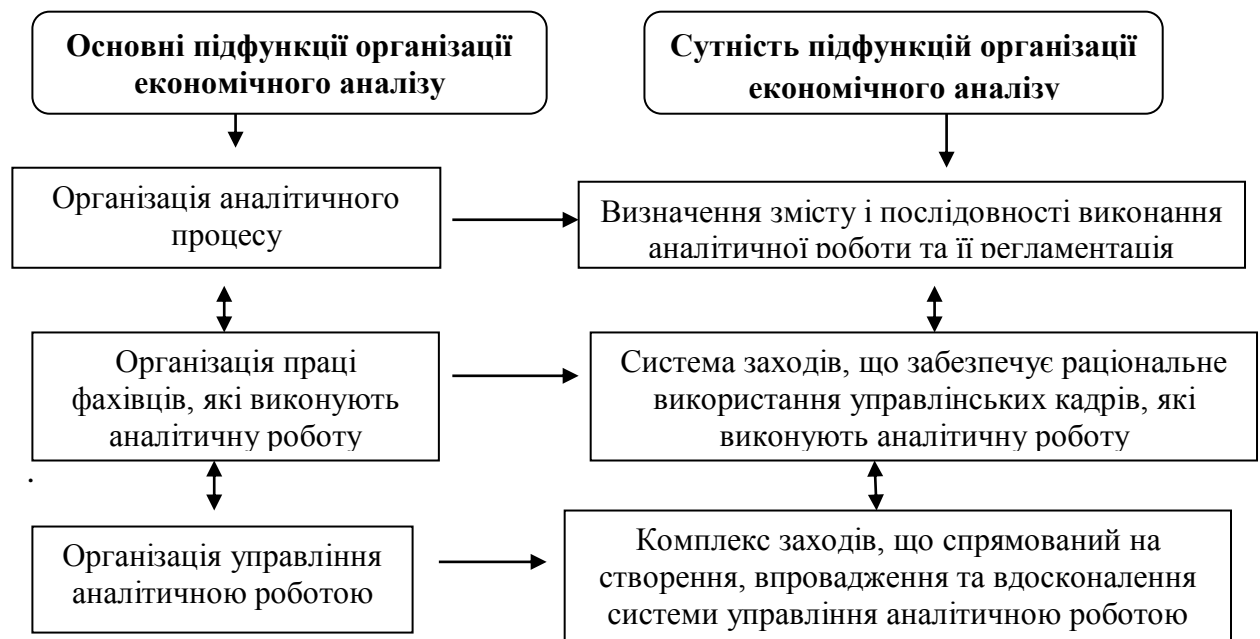 Основні підфункції організації
економічного аналізу
Сутність підфункцій організації
економічного аналізу
Організація аналітичного
процесу
Визначення змісту і послідовності виконання
аналітичної роботи та її регламентація
Організація праці
фахівців, які виконують
аналітичну роботу
Система заходів, що забезпечує раціональне
використання управлінських кадрів, які
виконують аналітичну роботу
.
Організація управління
аналітичною роботою
Комплекс заходів, що спрямований на
створення, впровадження та вдосконалення
системи управління аналітичною роботою